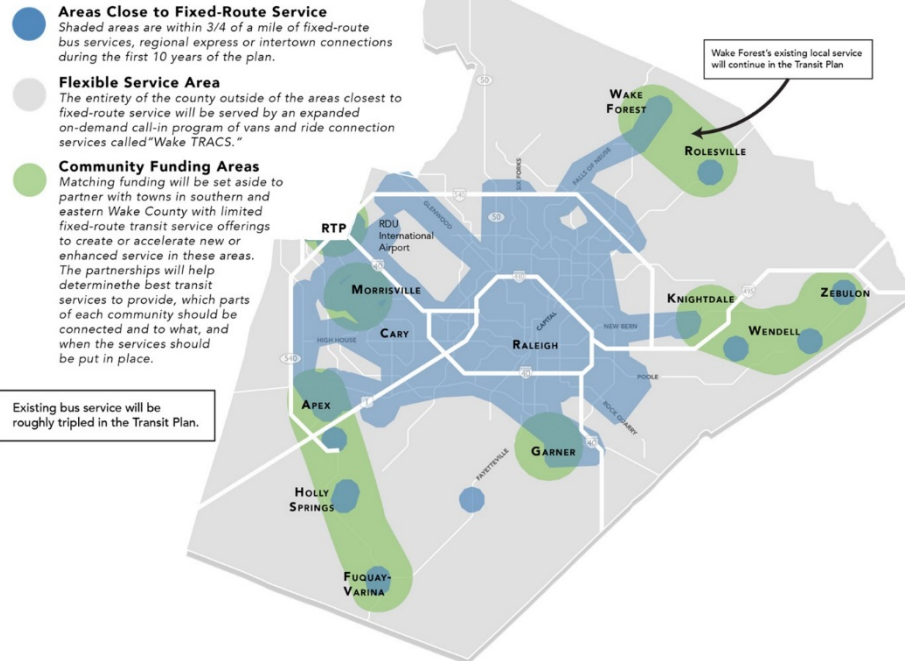 Areas Close to Fixed-Route Service
Shaded areas are within 3/4 of a mile of fixed-route
bus services, regional express or intertown connections
during the first 10 years of the plan.
Flexible Service Area
The entirety of the county outside of the areas closest to
fixed-route service will be served by an expanded
on-demand call-in program of vans and ride connection
services called "Wake TRACS."
Community Funding Areas
Matching funding will be set aside to
partner with towns in southern and
eastern Wake County with limited
fixed-route transit service offerings
to create or accelerate new or
enhanced service in these areas.
The partnerships will help
determinethe best transit
services to provide, which parts
of each community should be
connected and to what, and
when the services should
be put in place.
Existing bus service will be
roughly tripled in the Transit Plan.
Wake Forest's existing local service
will continue in the Transit Plan
50
WAKE
FOREST
ROLESVILLE
FALLS OF NEUSE
SIX FORKS
540
50
GLENWOOD
RTP
RDU
International
Airport
40
MORRISVILLE
440
KNIGHTDALE
495
ZEBULON
CAPITAL
NEW BERN
WENDELL
HIGH HOUSE
CARY
RALEIGH
540
40
POOLE
1
APEX
ROCK QUARRY
GARNER
40
FAYETTEVILLE
HOLLY
SPRINGS
FUQUAY-
VARINA